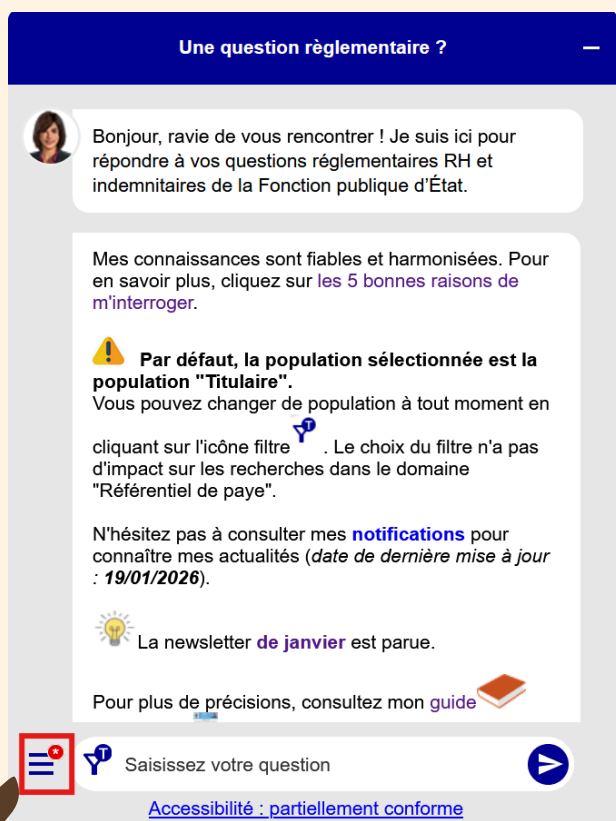 Une question règlementaire ?
Bonjour, ravie de vous rencontrer ! Je suis ici pour
répondre à vos questions réglementaires RH et
indemnitaires de la Fonction publique d’État.
Mes connaissances sont fiables et harmonisées. Pour
en savoir plus, cliquez sur les 5 bonnes raisons de
m'interroger.
Par défaut, la population sélectionnée est la
population "Titulaire".
Vous pouvez changer de population à tout moment en
cliquant sur l'icône filtre T . Le choix du filtre n'a pas
d'impact sur les recherches dans le domaine
"Référentiel de paye".
N'hésitez pas à consulter mes notifications pour
connaître mes actualités (date de dernière mise à jour
: 19/01/2026).
La newsletter de janvier est parue.
Pour plus de précisions, consultez mon guide
T Saisissez votre question
Accessibilité : partiellement conforme